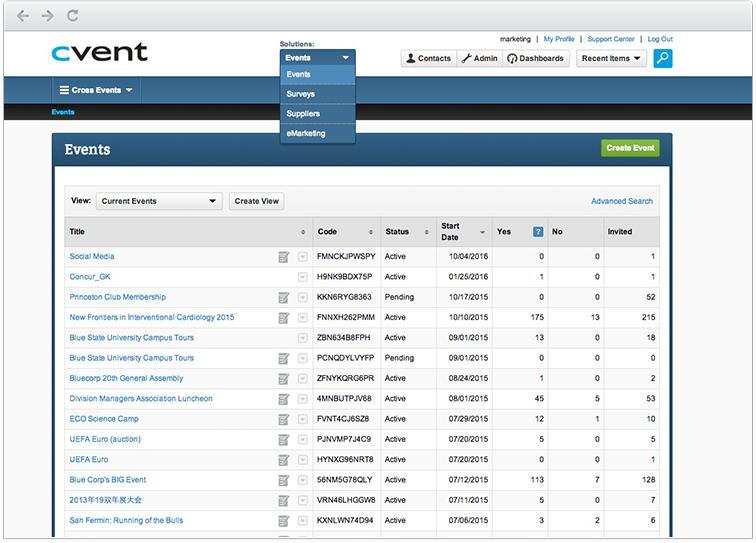 marketing | My Profile | Support Center | Log Out
cvent
Solutions:
Events
Contacts Admin Dashboards Recent Items
Events
Surveys
Suppliers
eMarketing
Cross Events
Events
Events
Create Event
View: Current Events Create View Advanced Search
Title Code Status Start Date Yes ? No Invited
Social Media FMNCKJPWSPY Active 10/04/2016 0 0 1
Concur_GK H9NK9BDX75P Active 01/25/2016 1 0 1
Princeton Club Membership KKN6RYG8363 Pending 10/17/2015 0 0 52
New Frontiers in Interventional Cardiology 2015 FNNXH262PMM Active 10/10/2015 175 13 215
Blue State University Campus Tours ZBN634B8FPH Active 09/01/2015 13 0 18
Blue State University Campus Tours PCNQDYLVYFP Pending 09/01/2015 0 0 0
Bluecorp 20th General Assembly ZFNYKQRG6PR Active 08/24/2015 1 0 2
Division Managers Association Luncheon 4MNBUTPJV68 Active 08/01/2015 45 5 53
ECO Science Camp FVNT4CJ6SZ8 Active 07/29/2015 12 1 10
UEFA Euro (auction) PJNVMP7J4C9 Active 07/20/2015 5 0 5
UEFA Euro HYNXG96NRT8 Active 07/20/2015 0 0 1
Blue Corp's BIG Event 56NM5G78QLY Active 07/12/2015 113 7 128
2013年19双年展大会 VRN46LHGGW8 Active 07/11/2015 5 0 7
San Fermin: Running of the Bulls KXNLWN74D94 Active 07/06/2015 3 2 6